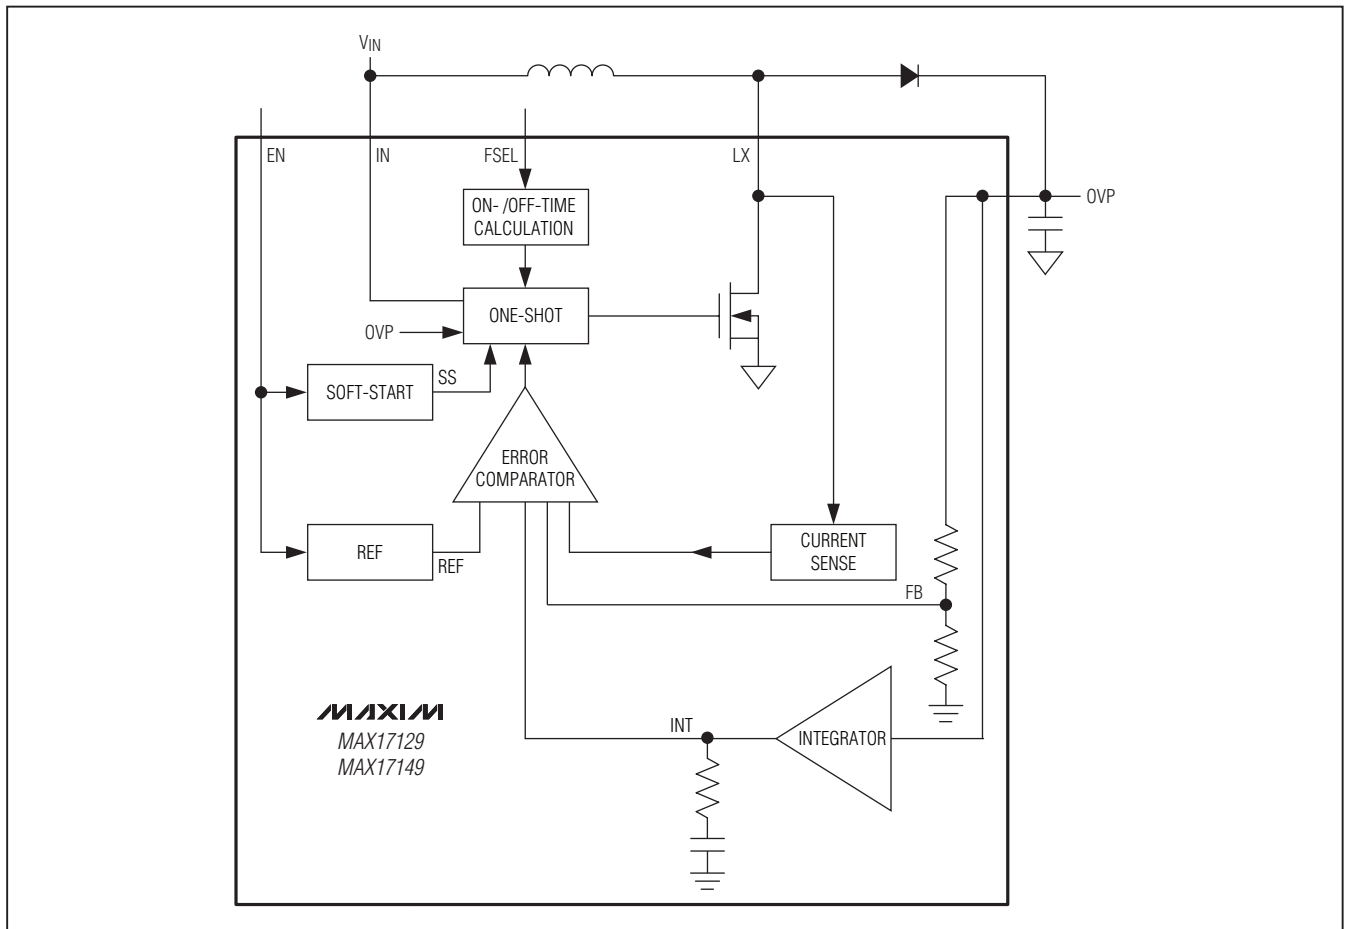 VIN
EN
IN
FSEL
LX
ON- /OFF-TIME
CALCULATION
OVP
ONE-SHOT
OVP
SOFT-START
SS
ERROR
COMPARATOR
REF
REF
CURRENT
SENSE
FB
MAXIM
MAX17129
MAX17149
INT
INTEGRATOR